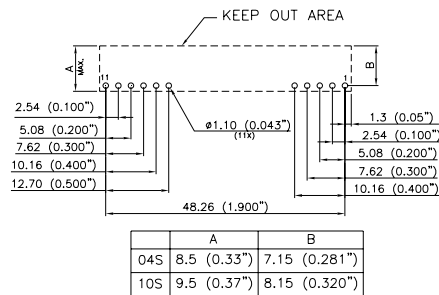 KEEP OUT AREA
A
MAX.
B
11
1
2.54 (0.100")
5.08 (0.200")
7.62 (0.300")
10.16 (0.400")
12.70 (0.500")
ø1.10 (0.043")
(11X)
1.3 (0.05")
2.54 (0.100")
5.08 (0.200")
7.62 (0.300")
10.16 (0.400")
48.26 (1.900")
A B
04S 8.5 (0.33") 7.15 (0.281")
10S 9.5 (0.37") 8.15 (0.320")